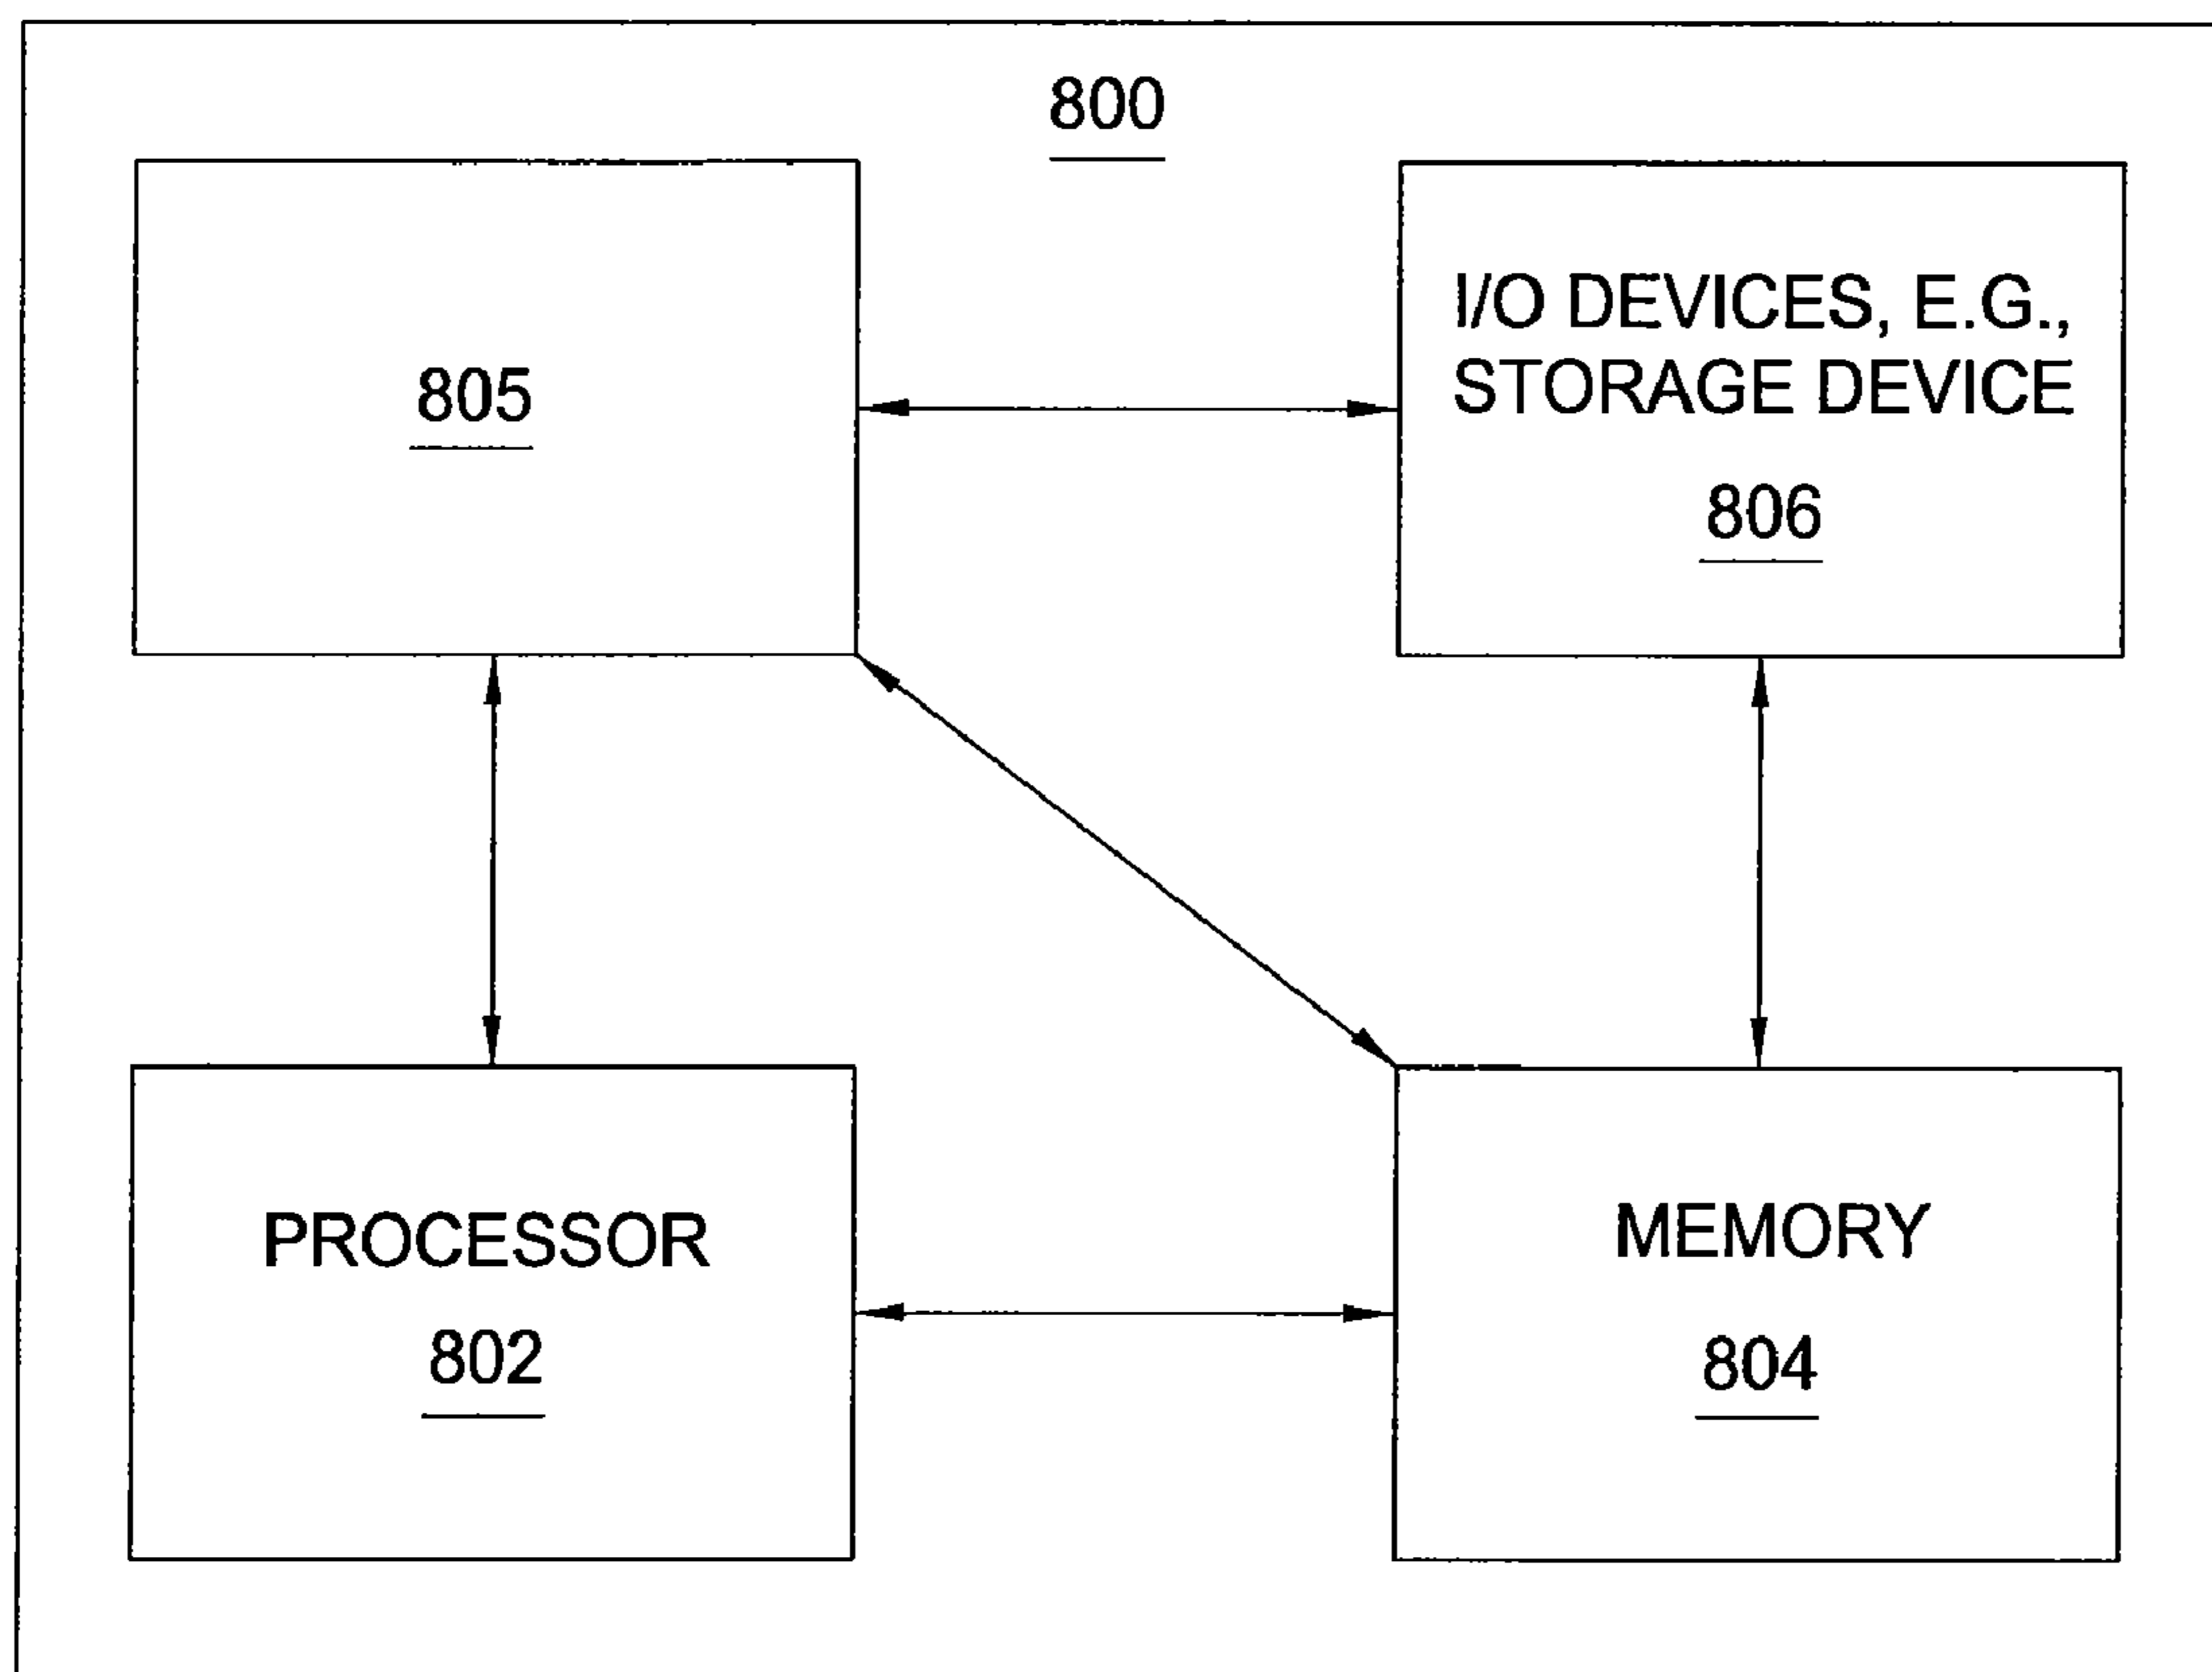 800
805
I/O DEVICES, E.G.,
STORAGE DEVICE
806
PROCESSOR
802
MEMORY
804